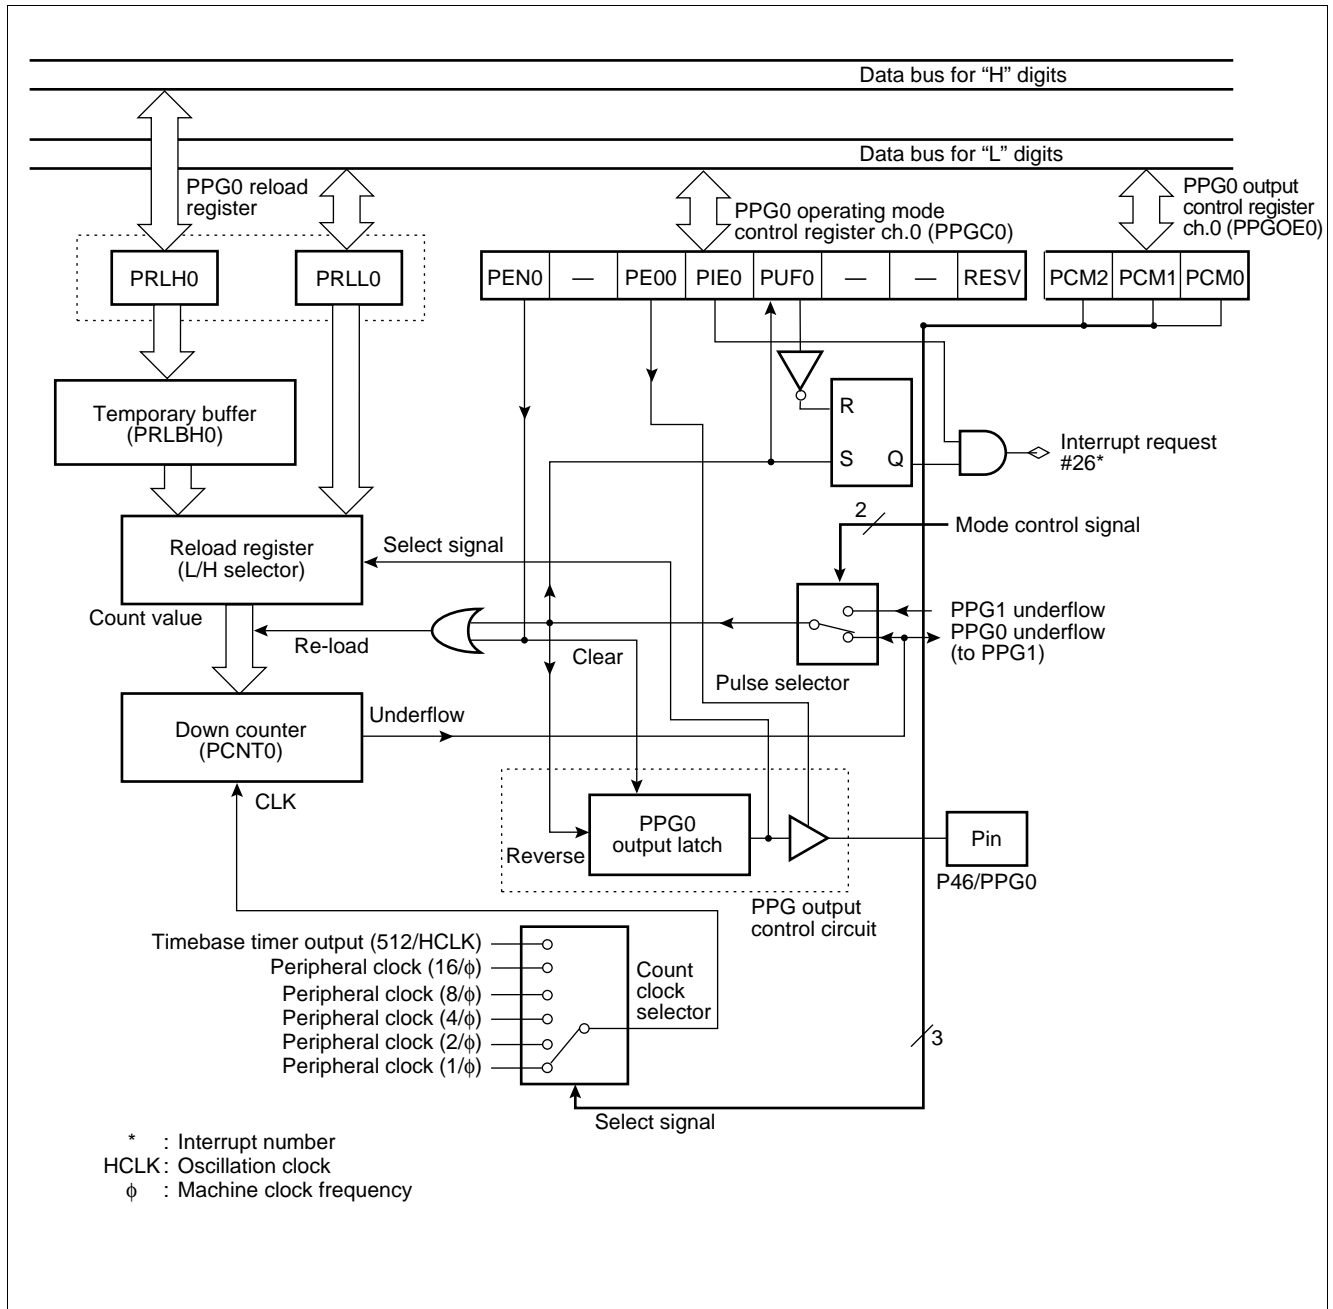 Data bus for “H” digits
Data bus for “L” digits
PPG0 reload
register
PPG0 operating mode
control register ch.0 (PPGC0)
PPG0 output
control register
ch.0 (PPGOE0)
PRLH0
PRLL0
PEN0 — PE00 PIE0 PUF0 — — RESV
PCM2 PCM1 PCM0
Temporary buffer
(PRLBH0)
R
S Q
Interrupt request
#26*
2
Mode control signal
Reload register
(L/H selector)
Select signal
Count value
Re-load
Clear
PPG1 underflow
PPG0 underflow
(to PPG1)
Pulse selector
Down counter
(PCNT0)
Underflow
CLK
PPG0
output latch
Reverse
Pin
P46/PPG0
PPG output
control circuit
Timebase timer output (512/HCLK)
Peripheral clock (16/ϕ)
Peripheral clock (8/ϕ)
Peripheral clock (4/ϕ)
Peripheral clock (2/ϕ)
Peripheral clock (1/ϕ)
Count
clock
selector
3
Select signal
* : Interrupt number
HCLK : Oscillation clock
ϕ : Machine clock frequency